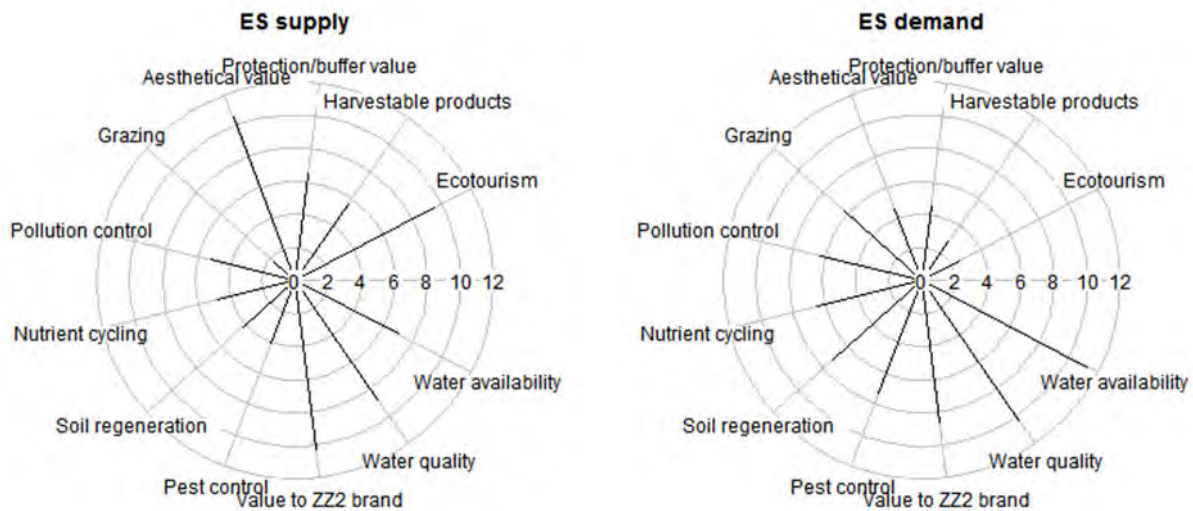 ES supply
Protection/buffer value
Aesthetical value
Harvestable products
Grazing
Ecotourism
Pollution control
0 2 4 6 8 10 12
Nutrient cycling
Water availability
Soil regeneration
Water quality
Pest control
Value to ZZ2 brand
ES demand
Protection/buffer value
Aesthetical value
Harvestable products
Grazing
Ecotourism
Pollution control
0 2 4 6 8 10 12
Nutrient cycling
Water availability
Soil regeneration
Water quality
Pest control
Value to ZZ2 brand